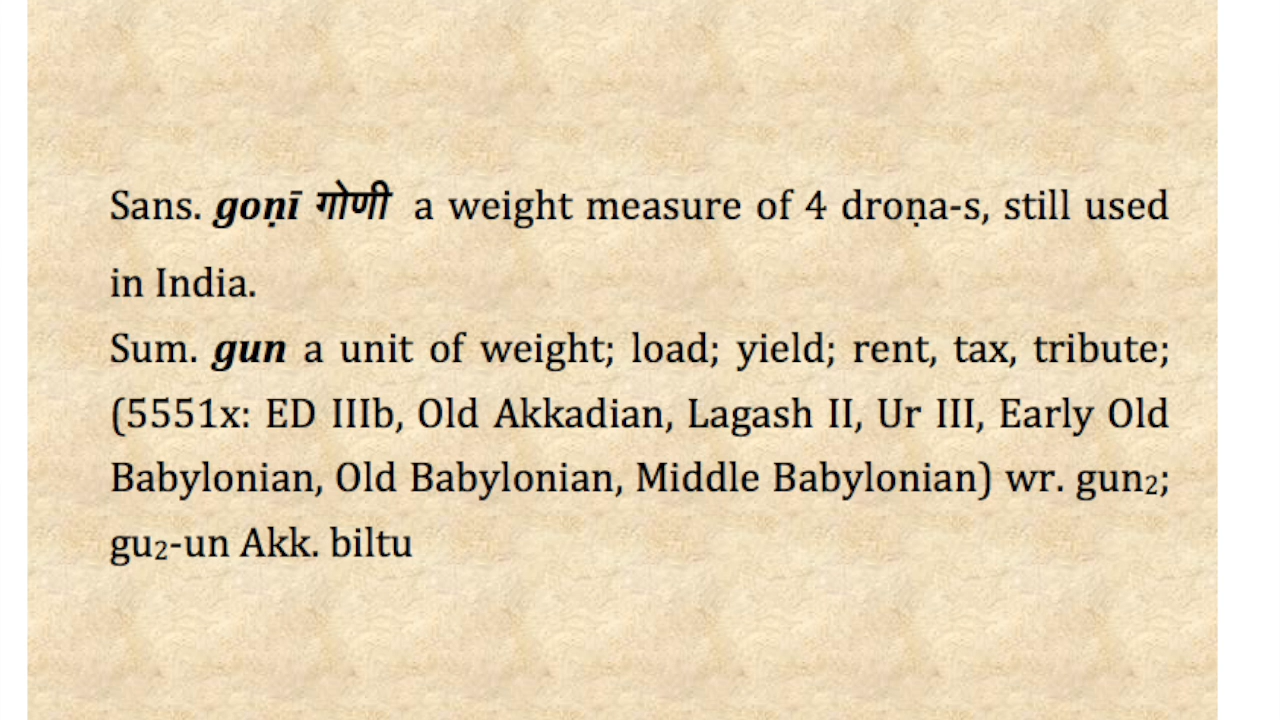 Sans. goṇī गोणी a weight measure of 4 droṇa-s, still used
in India.
Sum. gun a unit of weight; load; yield; rent, tax, tribute;
(5551x: ED IIIb, Old Akkadian, Lagash II, Ur III, Early Old
Babylonian, Old Babylonian, Middle Babylonian) wr. gun₂;
gu₂-un Akk. biltu